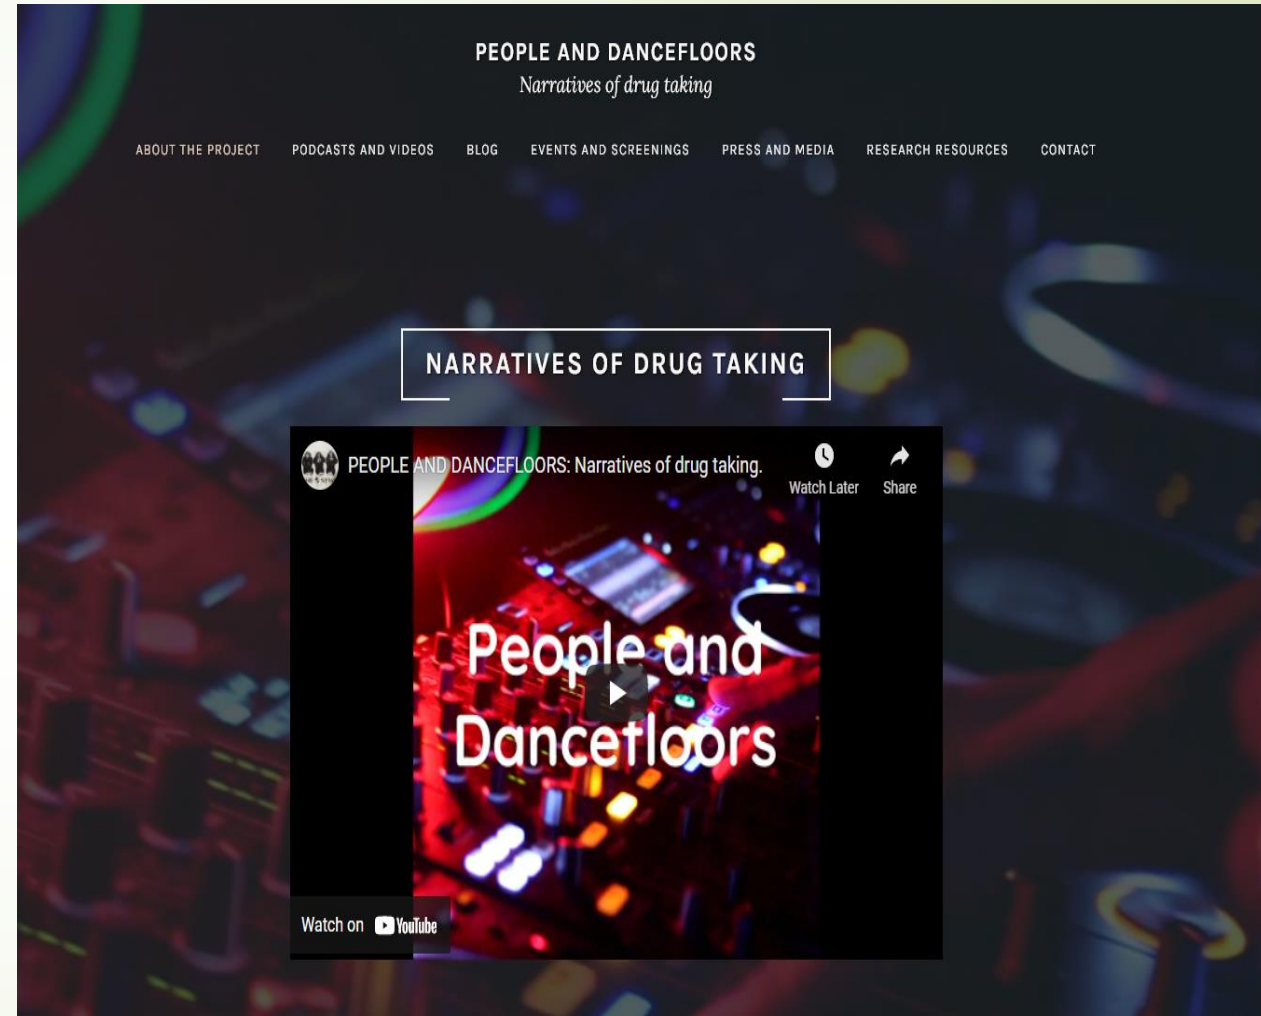 PEOPLE AND DANCEFLOORS
Narratives of drug taking
ABOUT THE PROJECT PODCASTS AND VIDEOS BLOG EVENTS AND SCREENINGS PRESS AND MEDIA RESEARCH RESOURCES CONTACT
NARRATIVES OF DRUG TAKING
PEOPLE AND DANCEFLOORS: Narratives of drug taking.
Watch Later Share
People and
Dancefloors
Watch on YouTube